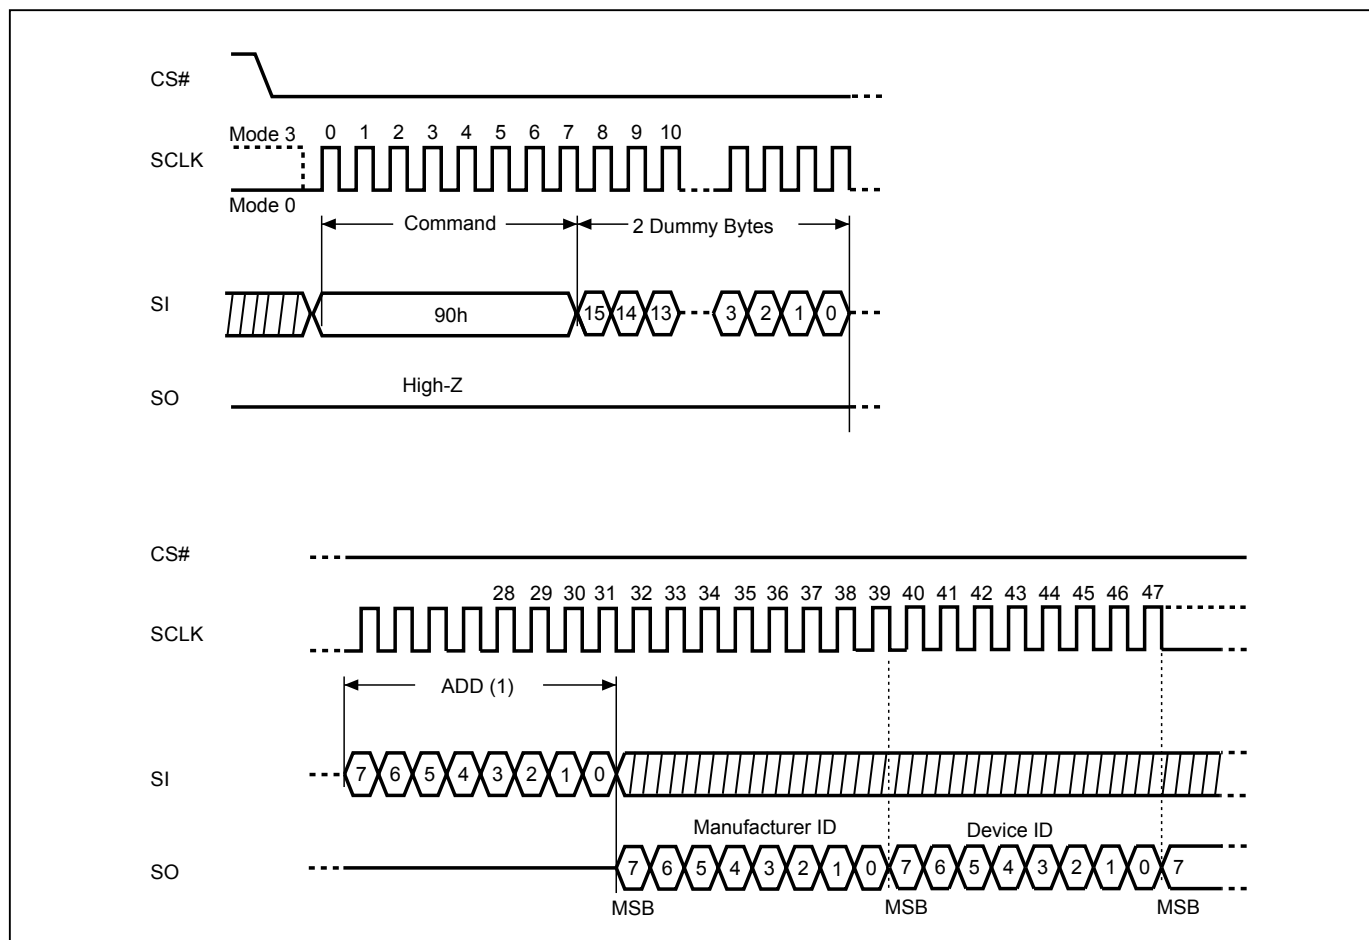 CS#
Mode 3 0 1 2 3 4 5 6 7 8 9 10
SCLK
Mode 0
Command 2 Dummy Bytes
SI 90h 15 14 13 3 2 1 0
High-Z
SO
CS#
28 29 30 31 32 33 34 35 36 37 38 39 40 41 42 43 44 45 46 47
SCLK
ADD (1)
SI 7 6 5 4 3 2 1 0
Manufacturer ID Device ID
SO 7 6 5 4 3 2 1 0 7 6 5 4 3 2 1 0 7
MSB MSB MSB